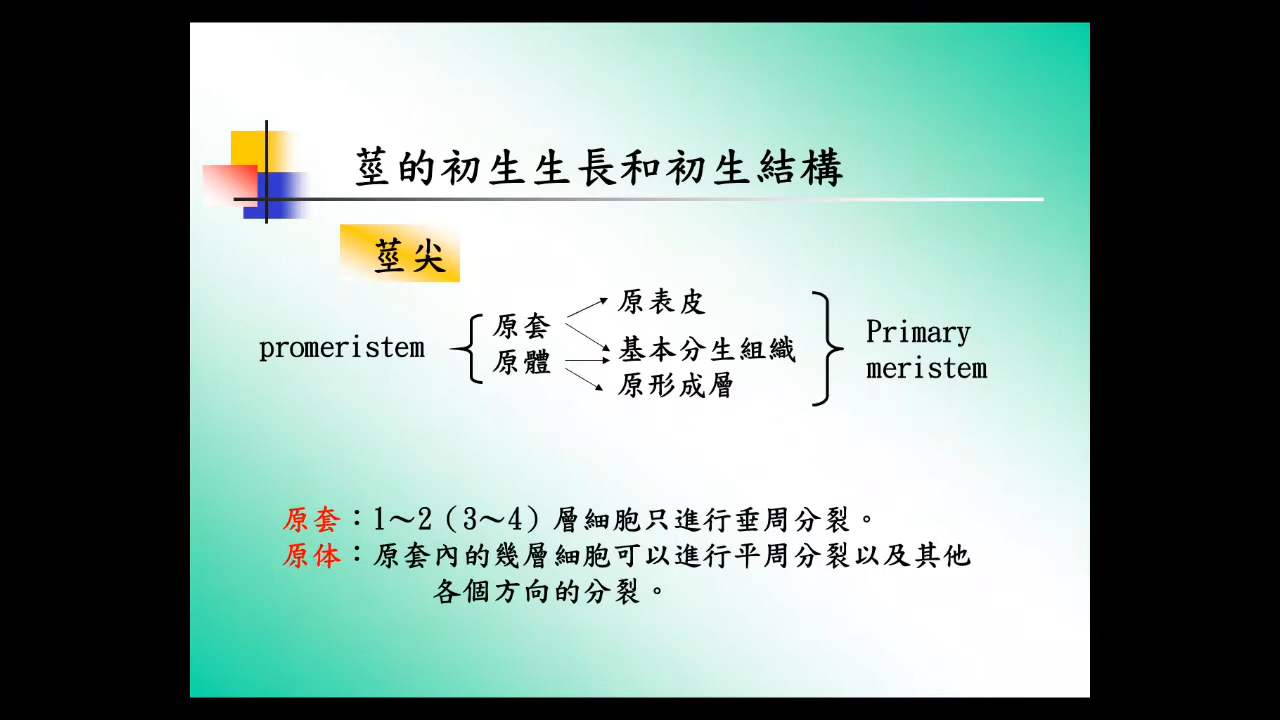 莖的初生生長和初生結構
莖尖
promeristem
原套
原體
原表皮
基本分生組織
原形成層
Primary
meristem
原套：1～2（3～4）層細胞只進行垂周分裂。
原体：原套內的幾層細胞可以進行平周分裂以及其他
各個方向的分裂。